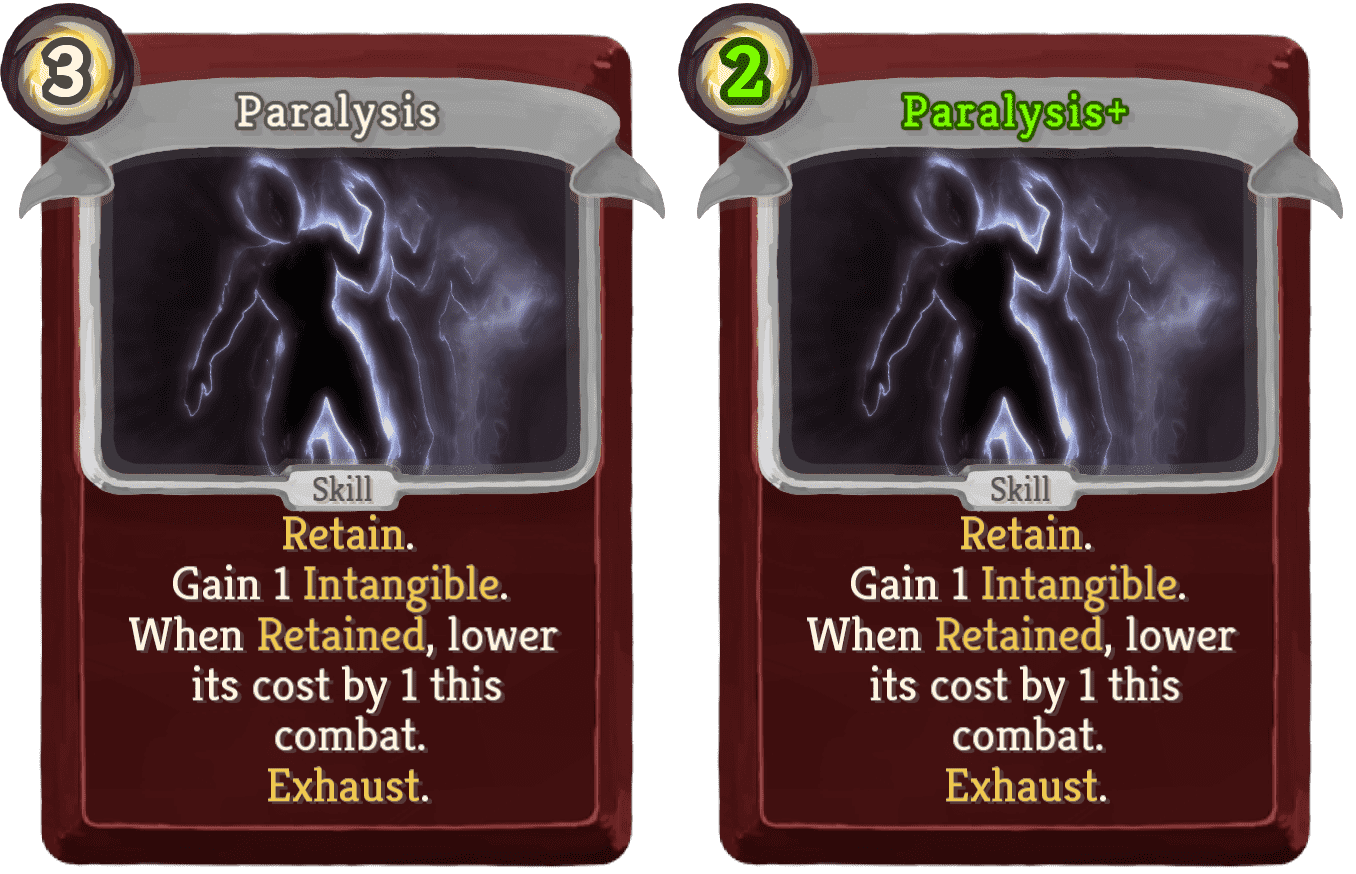 3
Paralysis
Skill
Retain.
Gain 1 Intangible.
When Retained, lower
its cost by 1 this
combat.
Exhaust.
2
Paralysis+
Skill
Retain.
Gain 1 Intangible.
When Retained, lower
its cost by 1 this
combat.
Exhaust.